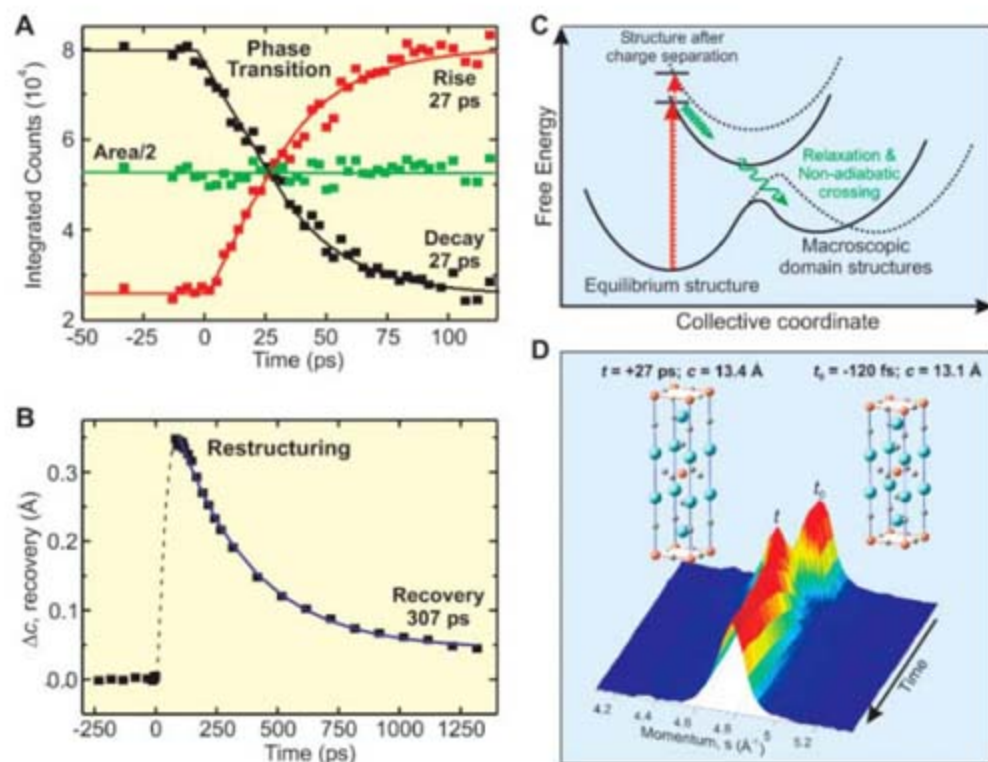 A
Phase
Transition
Rise
27 ps
Area/2
Decay
27 ps
Integrated Counts (10⁴)
8
6
4
2
-50 -25 0 25 50 75 100
Time (ps)
B
Restructuring
Recovery
307 ps
Δc, recovery (Å)
0.3
0.2
0.1
0.0
-250 0 250 500 750 1000 1250
Time (ps)
C
Structure after
charge separation
Relaxation &
Non-adiabatic
crossing
Macroscopic
domain structures
Equilibrium structure
Free Energy
Collective coordinate
D
t = +27 ps; c = 13.4 Å
t₀ = -120 fs; c = 13.1 Å
t
t₀
Time
4.2 4.4 4.6 4.8 5 5.2
Momentum, s (Å⁻¹)